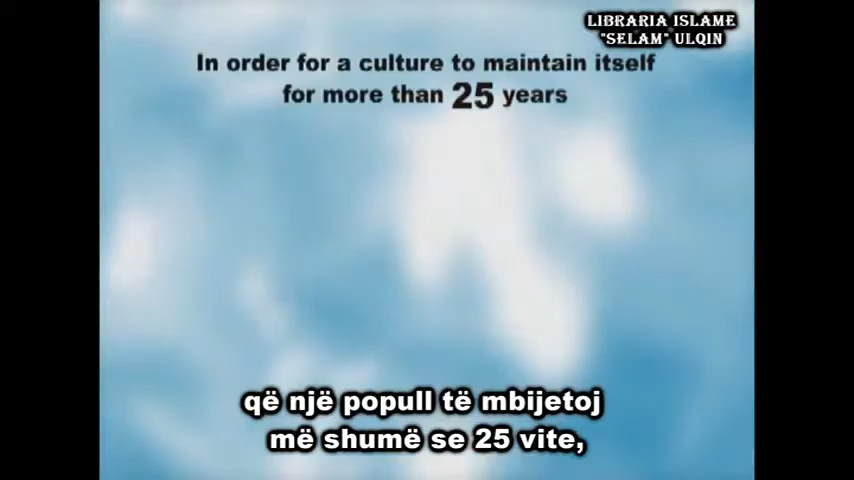 LIBRARIA ISLAME
"SELAM" ULQIN
In order for a culture to maintain itself
for more than 25 years
që një popull të mbijetoj
më shumë se 25 vite,